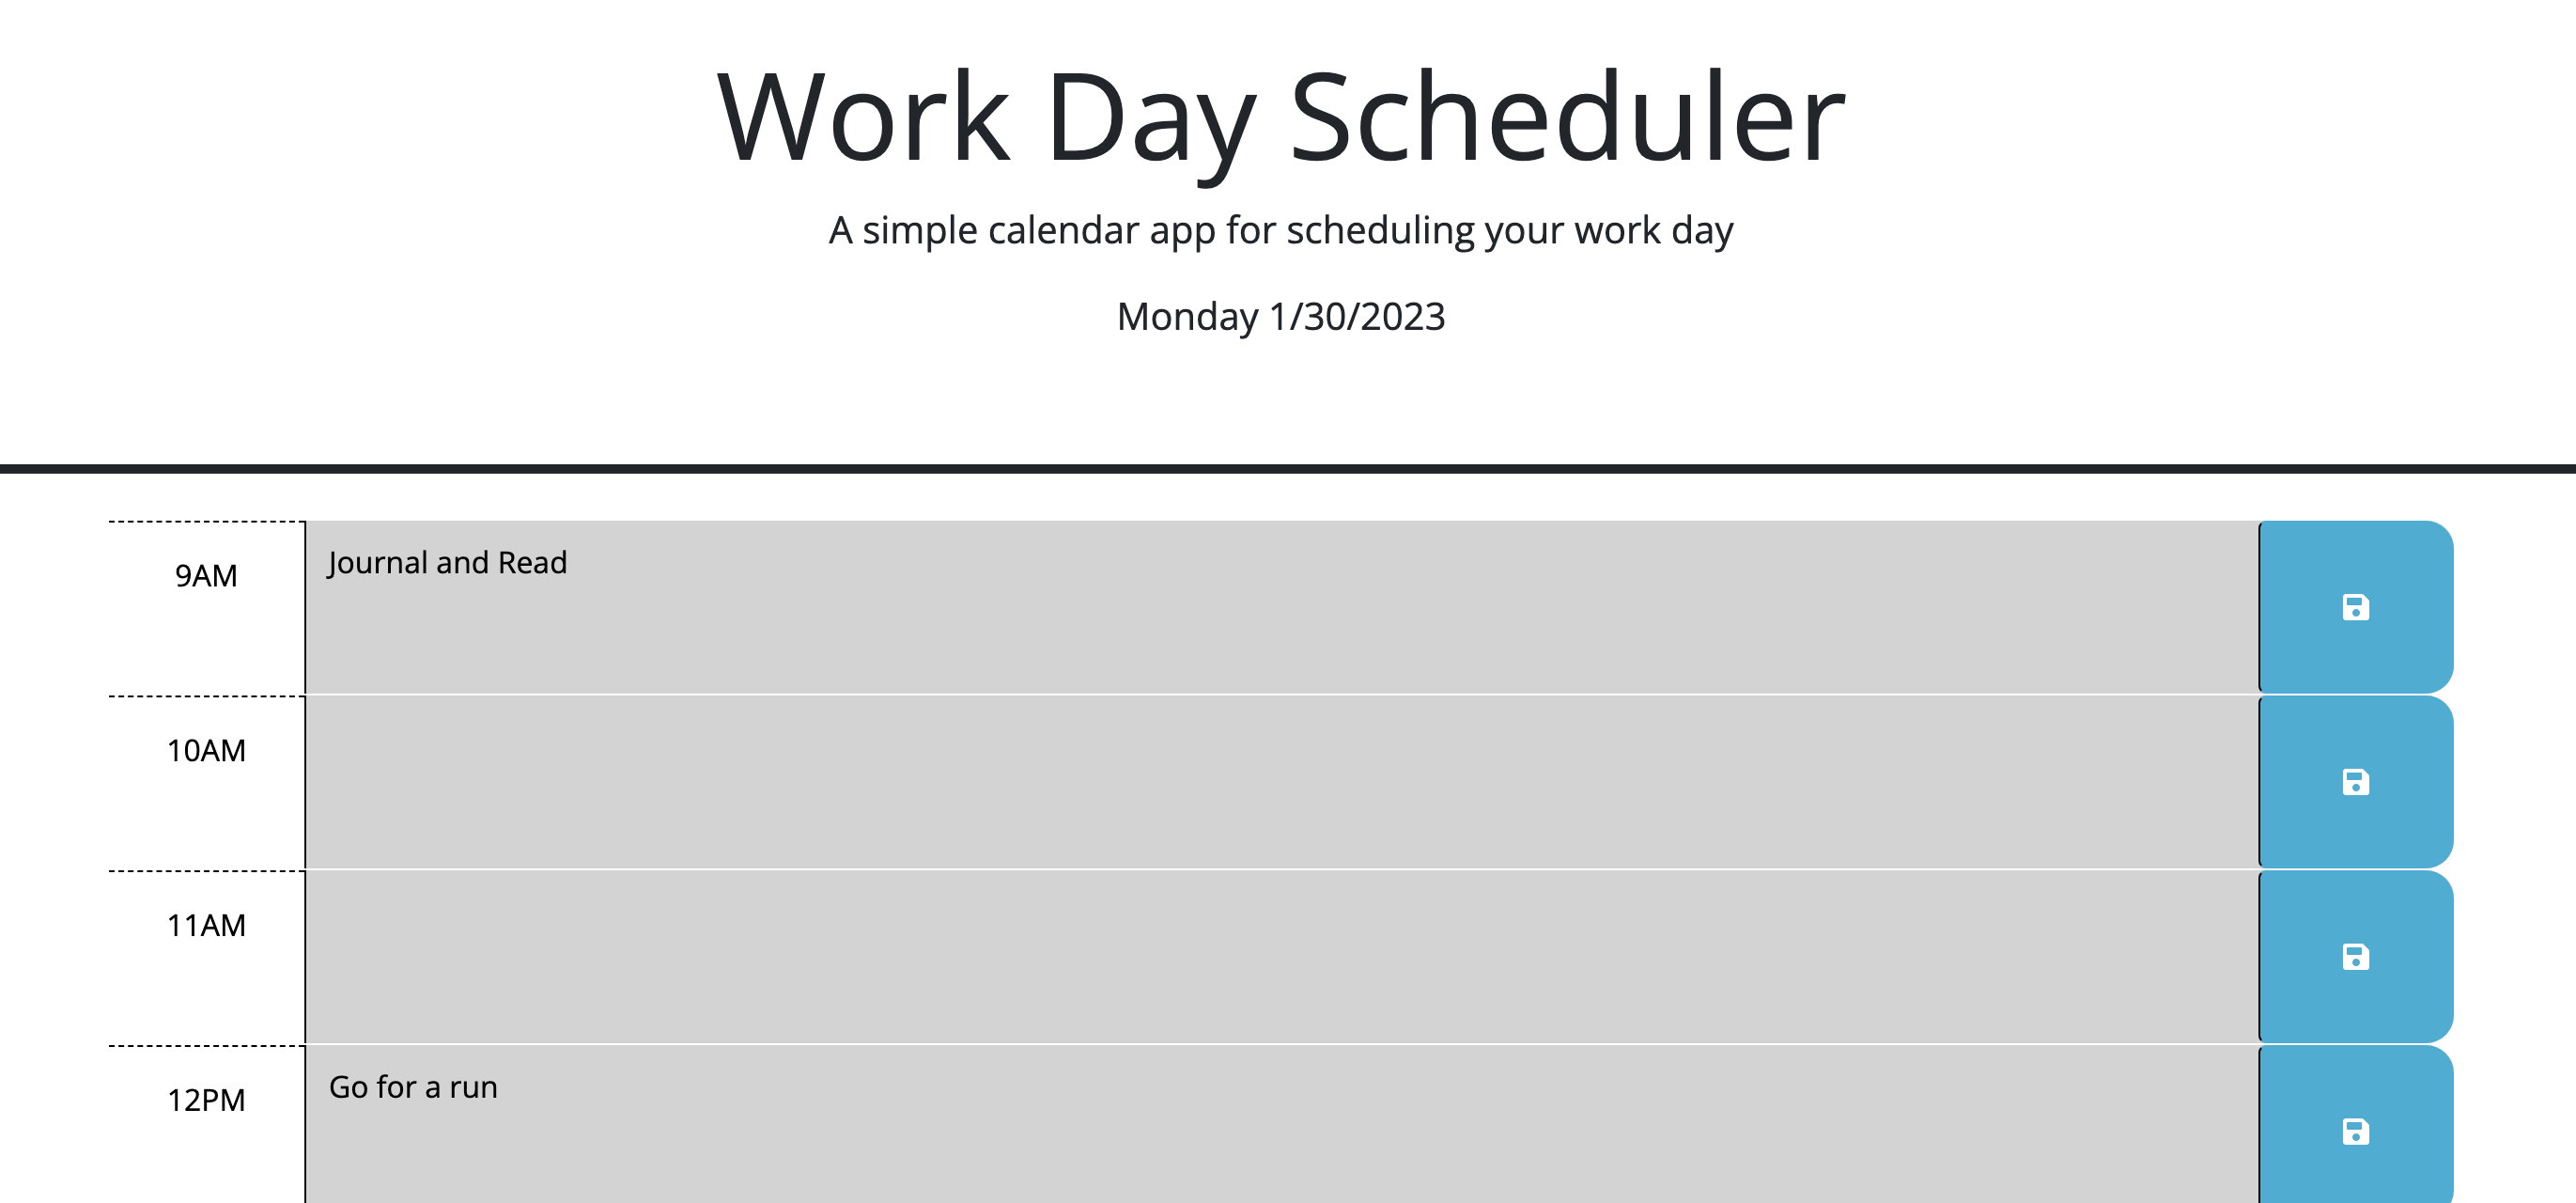 Work Day Scheduler
A simple calendar app for scheduling your work day
Monday 1/30/2023
9AM
Journal and Read
10AM
11AM
12PM
Go for a run